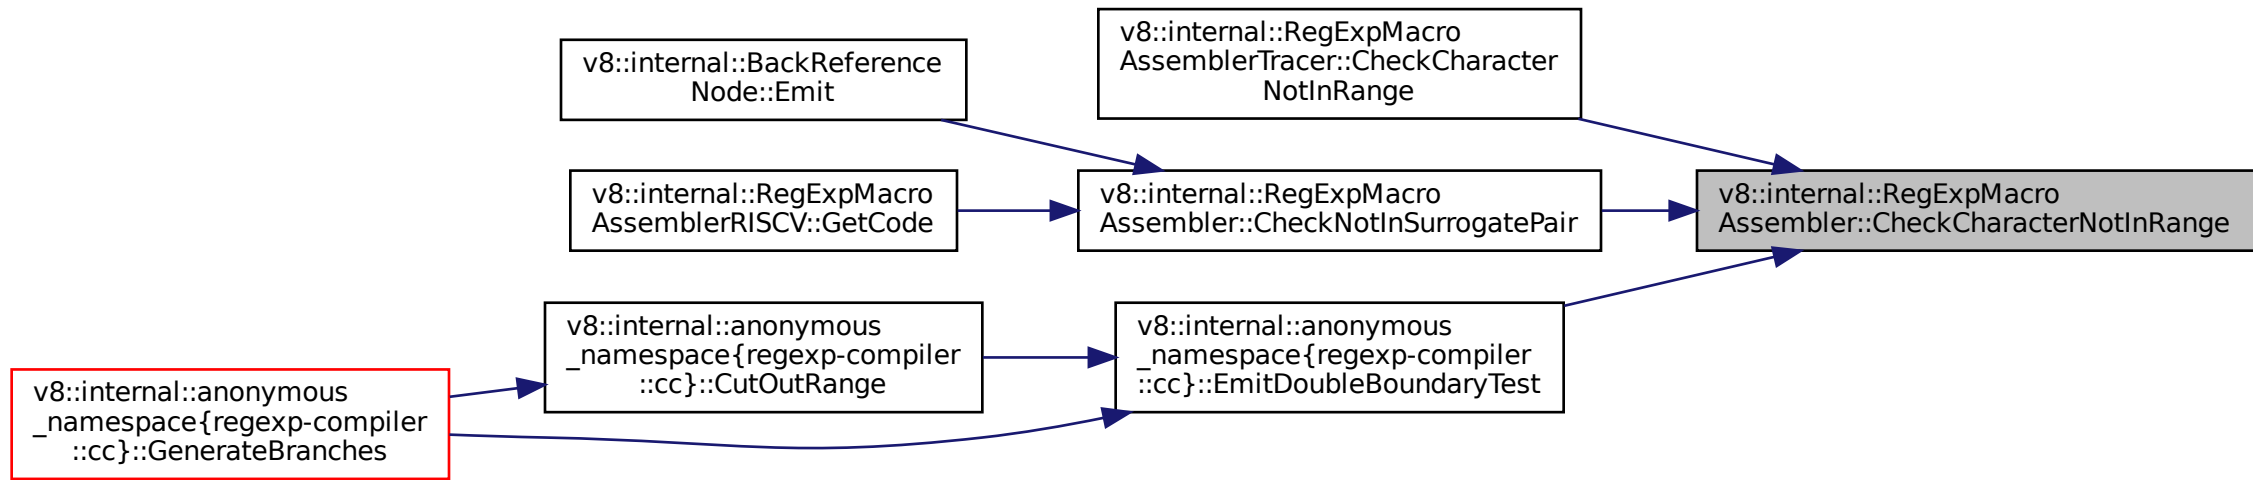 v8::internal::RegExpMacro
AssemblerTracer::CheckCharacter
NotInRange
v8::internal::BackReference
Node::Emit
v8::internal::RegExpMacro
AssemblerRISCV::GetCode
v8::internal::RegExpMacro
Assembler::CheckNotInSurrogatePair
v8::internal::RegExpMacro
Assembler::CheckCharacterNotInRange
v8::internal::anonymous
_namespace{regexp-compiler
::cc}::CutOutRange
v8::internal::anonymous
_namespace{regexp-compiler
::cc}::EmitDoubleBoundaryTest
v8::internal::anonymous
_namespace{regexp-compiler
::cc}::GenerateBranches